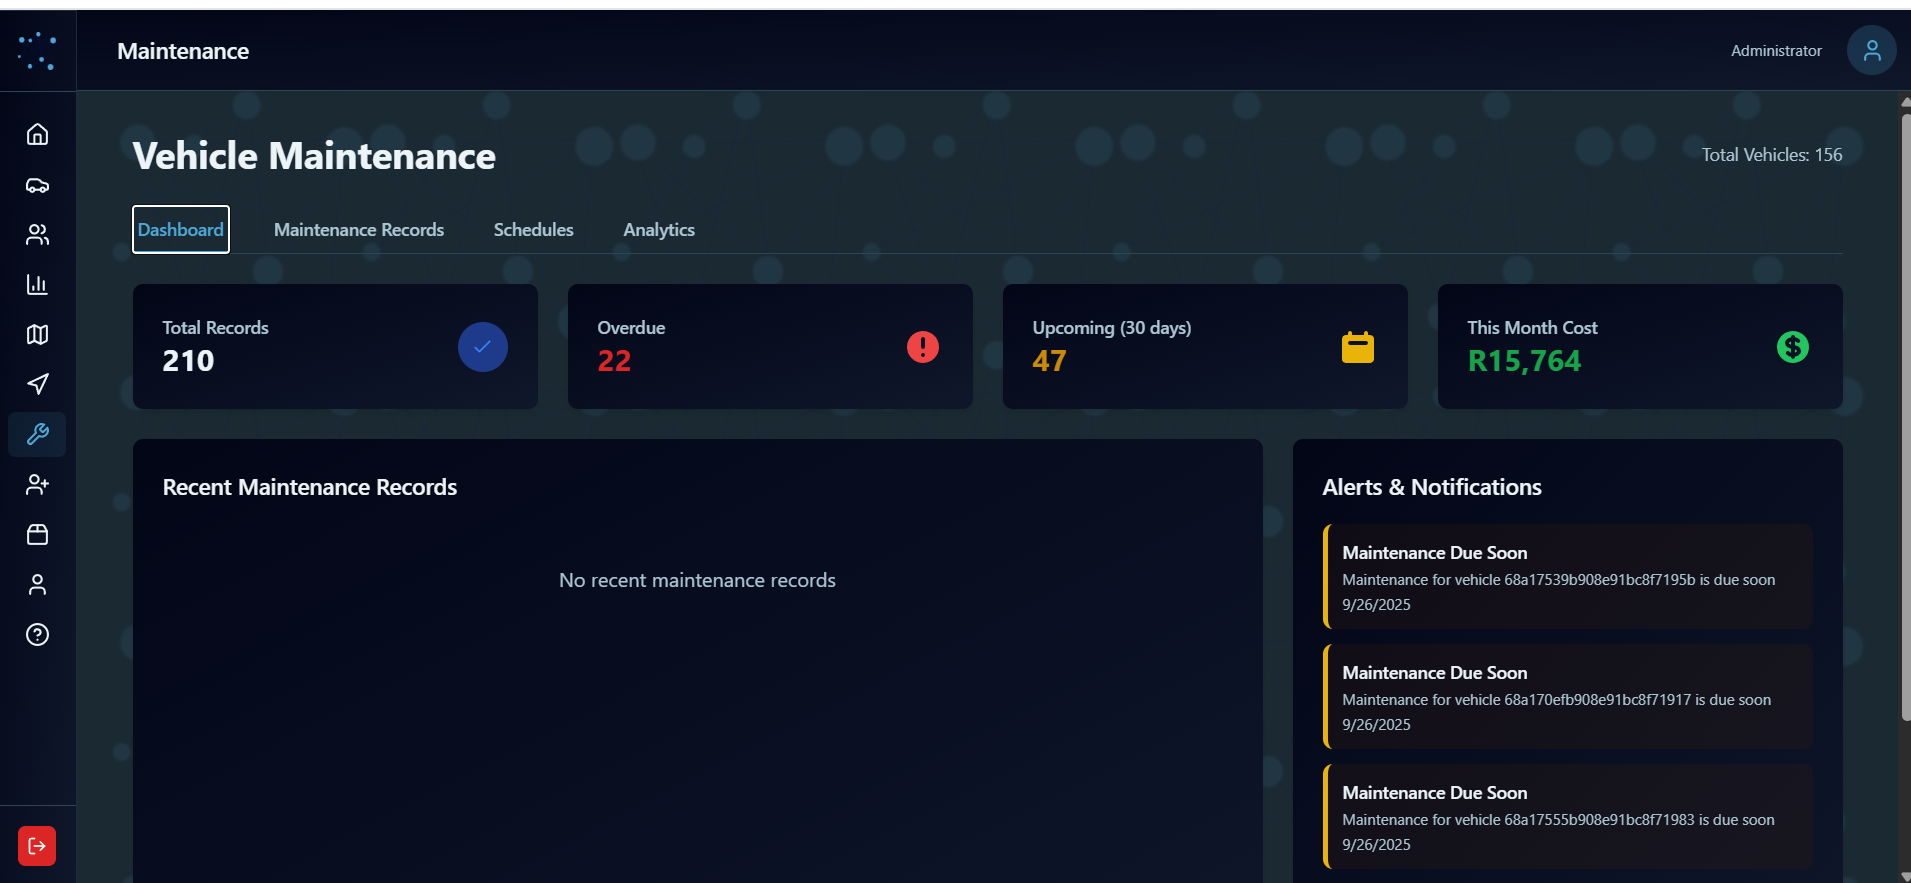 Maintenance
Administrator
Vehicle Maintenance
Total Vehicles: 156
Dashboard
Maintenance Records
Schedules
Analytics
Total Records
210
Overdue
22
Upcoming (30 days)
47
This Month Cost
R15,764
Recent Maintenance Records
No recent maintenance records
Alerts & Notifications
Maintenance Due Soon
Maintenance for vehicle 68a17539b908e91bc8f7195b is due soon
9/26/2025
Maintenance Due Soon
Maintenance for vehicle 68a170efb908e91bc8f71917 is due soon
9/26/2025
Maintenance Due Soon
Maintenance for vehicle 68a17555b908e91bc8f71983 is due soon
9/26/2025